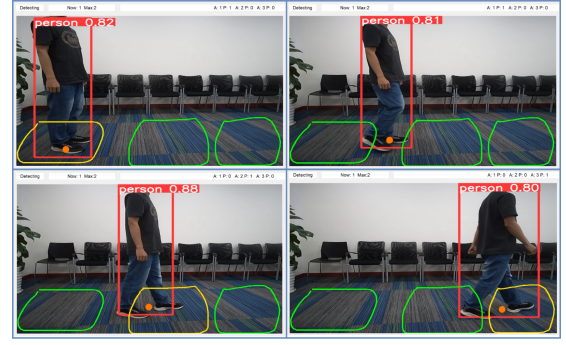 Detecting Now: 1 Max:2 A: 1 P: 1 A: 2 P: 0 A: 3 P: 0
person 0.82
Detecting Now: 1 Max:2 A: 1 P: 1 A: 2 P: 0 A: 3 P: 0
person 0.81
Detecting Now: 1 Max:2 A: 1 P: 0 A: 2 P: 1 A: 3 P: 0
person 0.88
Detecting Now: 1 Max:2 A: 1 P: 0 A: 2 P: 0 A: 3 P: 1
person 0.80